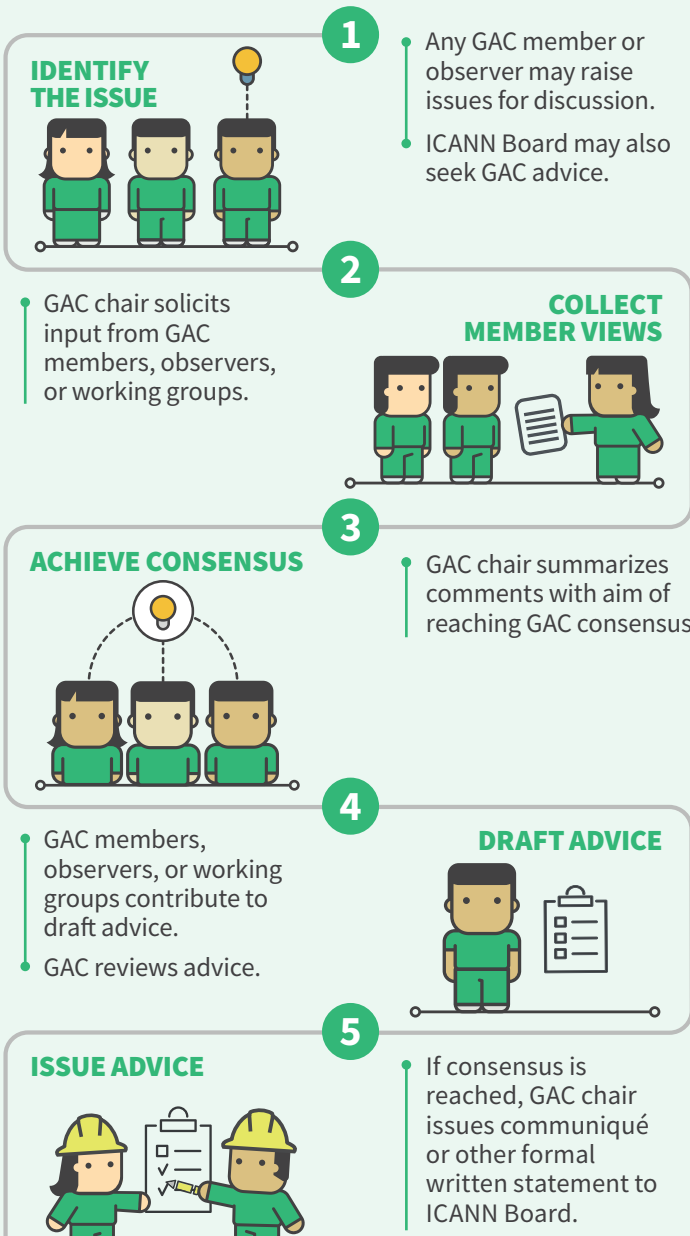 1
IDENTIFY
THE ISSUE
Any GAC member or
observer may raise
issues for discussion.
ICANN Board may also
seek GAC advice.
2
GAC chair solicits
input from GAC
members, observers,
or working groups.
COLLECT
MEMBER VIEWS
3
ACHIEVE CONSENSUS
GAC chair summarizes
comments with aim of
reaching GAC consensus
4
GAC members,
observers, or working
groups contribute to
draft advice.
GAC reviews advice.
DRAFT ADVICE
5
ISSUE ADVICE
If consensus is
reached, GAC chair
issues communiqué
or other formal
written statement to
ICANN Board.